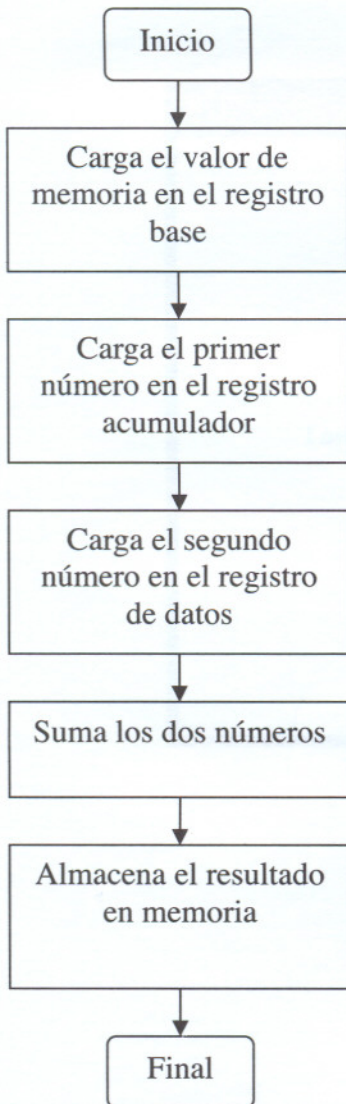 Inicio
Carga el valor de
memoria en el registro
base
Carga el primer
número en el registro
acumulador
Carga el segundo
número en el registro
de datos
Suma los dos números
Almacena el resultado
en memoria
Final